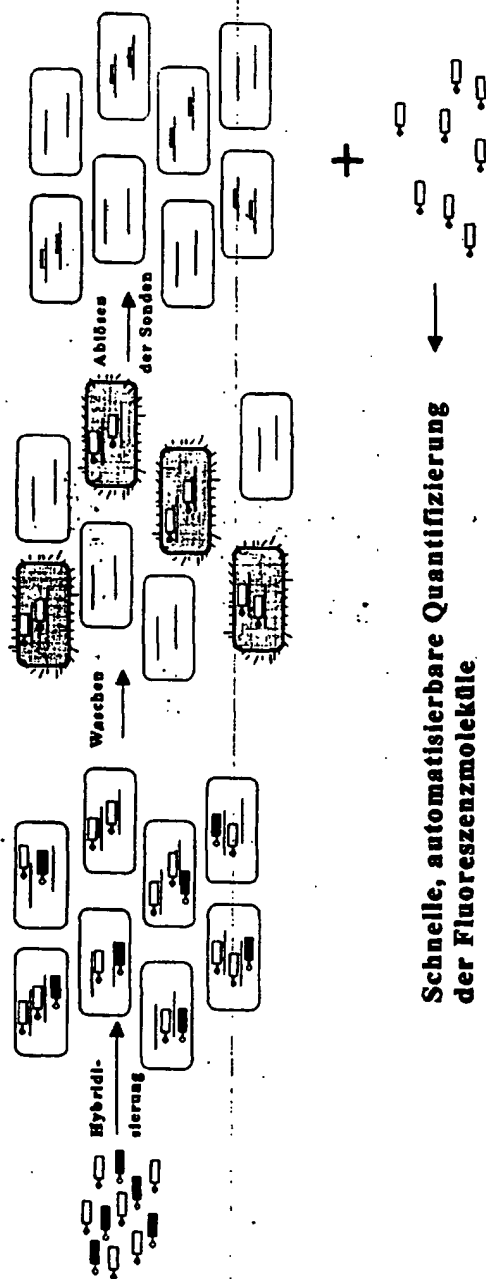 Hybridi-
sierung
Waschen
Ablösen
der Sonden
+
Schnelle, automatisierbare Quantifizierung
der Fluoreszenzmoleküle